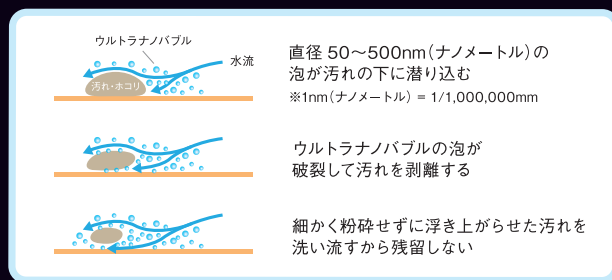 ウルトラナノバブル
水流
汚れ・ホコリ
直径 50〜500nm（ナノメートル）の
泡が汚れの下に潜り込む
※1nm（ナノメートル） = 1/1,000,000mm
ウルトラナノバブルの泡が
破裂して汚れを剥離する
細かく粉砕せずに浮き上がらせた汚れを
洗い流すから残留しない